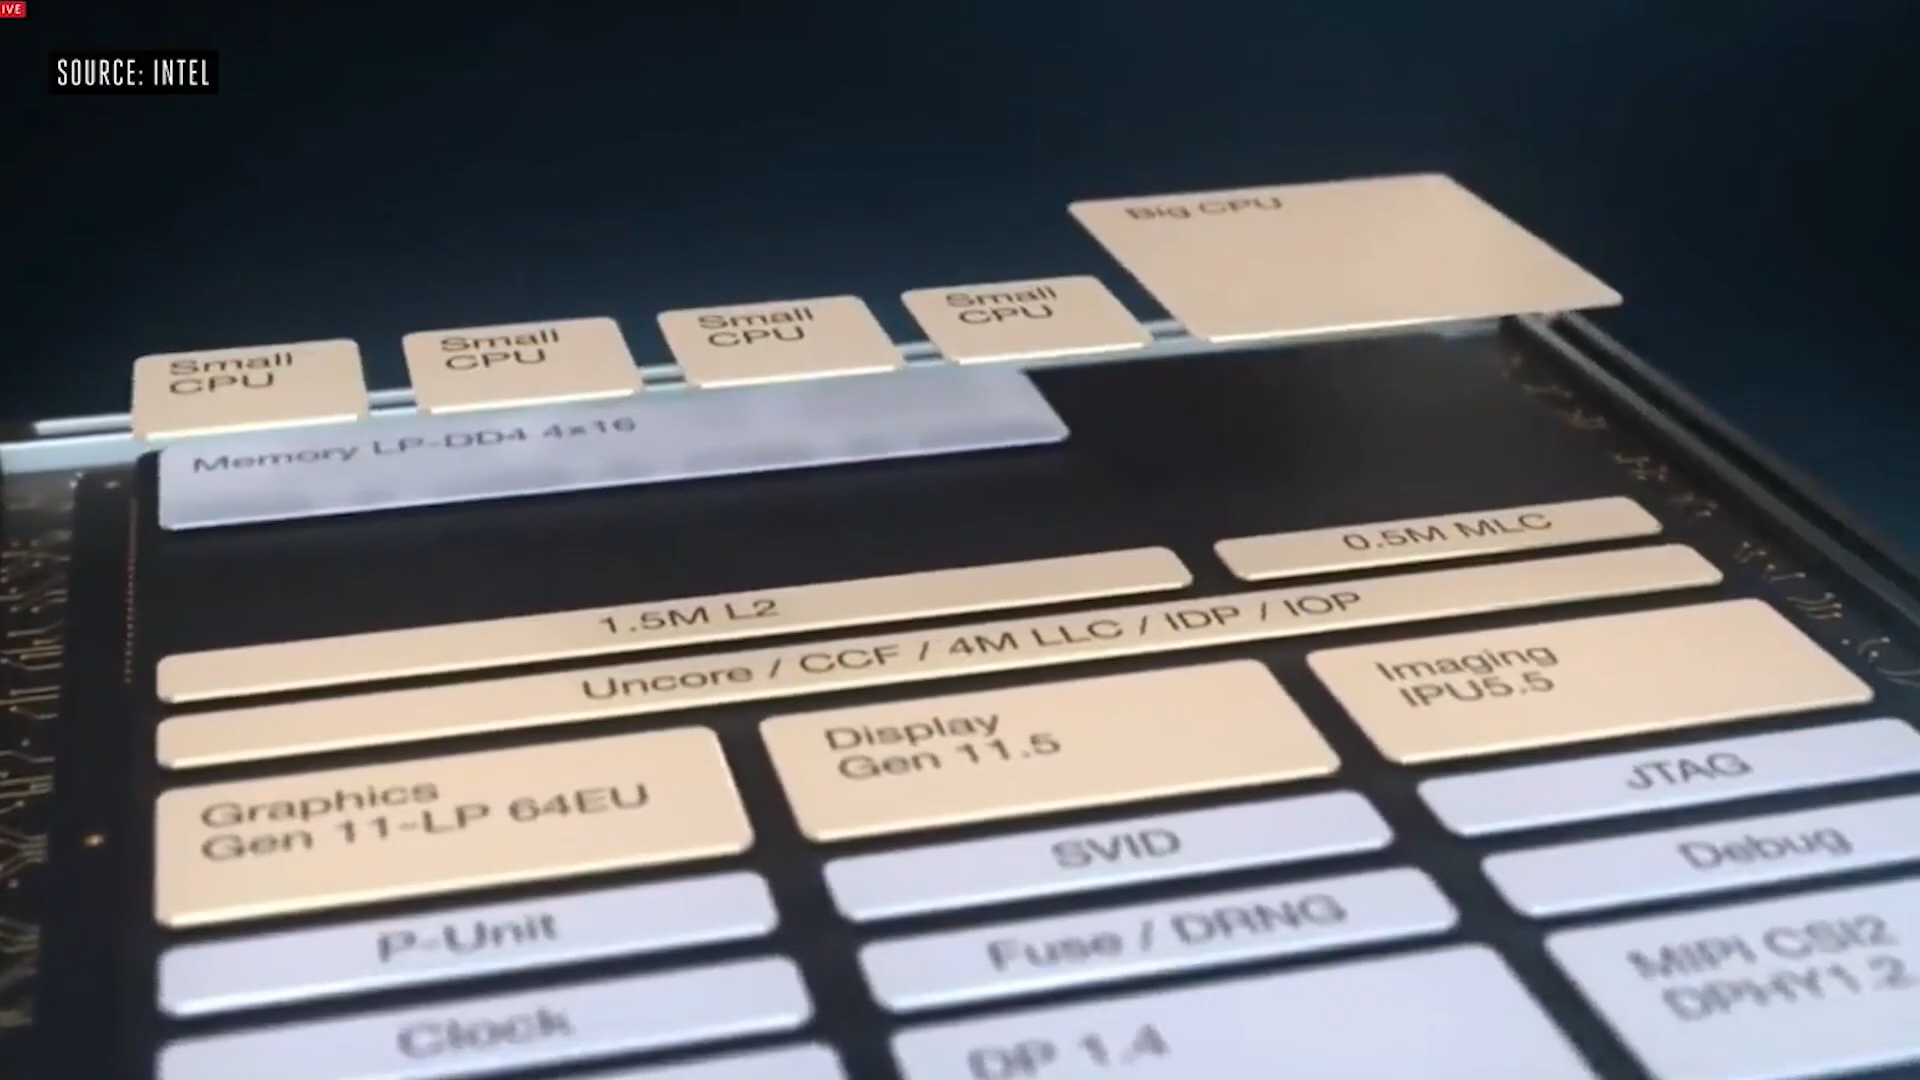 IVE
SOURCE: INTEL
Big CPU
Small
CPU
Small
CPU
Small
CPU
Small
CPU
Memory LP-DD4 4x16
0.5M MLC
1.5M L2
Uncore / CCF / 4M LLC / IDP / IOP
Imaging
IPU5.5
Display
Gen 11.5
Graphics
Gen 11-LP 64EU
JTAG
SVID
Debug
P-Unit
Fuse / DRNG
MIPI CSI2
DPHY1.2
Clock
DP 1.4